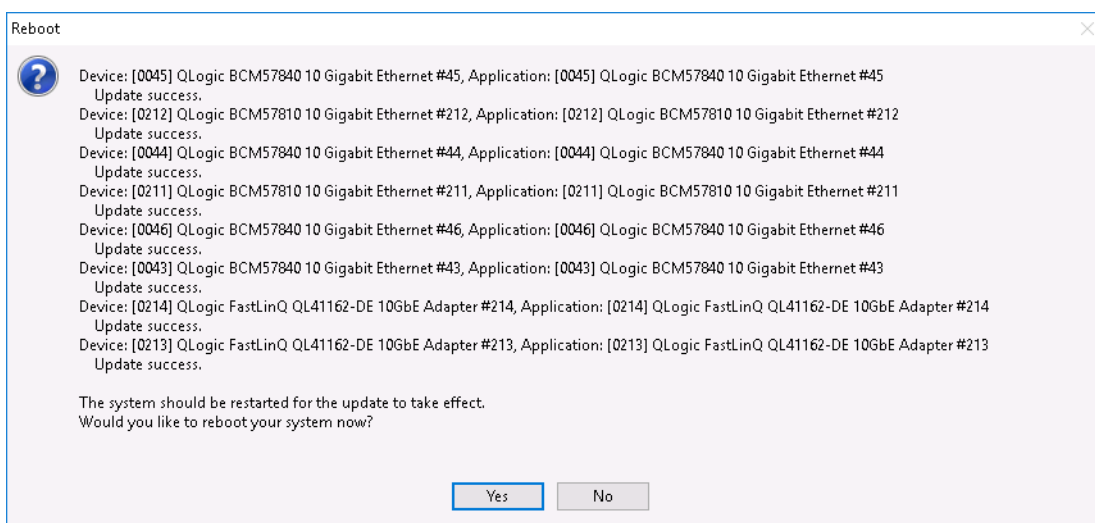 Reboot
Device: [0045] QLogic BCM57840 10 Gigabit Ethernet #45, Application: [0045] QLogic BCM57840 10 Gigabit Ethernet #45
Update success.
Device: [0212] QLogic BCM57810 10 Gigabit Ethernet #212, Application: [0212] QLogic BCM57810 10 Gigabit Ethernet #212
Update success.
Device: [0044] QLogic BCM57840 10 Gigabit Ethernet #44, Application: [0044] QLogic BCM57840 10 Gigabit Ethernet #44
Update success.
Device: [0211] QLogic BCM57810 10 Gigabit Ethernet #211, Application: [0211] QLogic BCM57810 10 Gigabit Ethernet #211
Update success.
Device: [0046] QLogic BCM57840 10 Gigabit Ethernet #46, Application: [0046] QLogic BCM57840 10 Gigabit Ethernet #46
Update success.
Device: [0043] QLogic BCM57840 10 Gigabit Ethernet #43, Application: [0043] QLogic BCM57840 10 Gigabit Ethernet #43
Update success.
Device: [0214] QLogic FastLinQ QL41162-DE 10GbE Adapter #214, Application: [0214] QLogic FastLinQ QL41162-DE 10GbE Adapter #214
Update success.
Device: [0213] QLogic FastLinQ QL41162-DE 10GbE Adapter #213, Application: [0213] QLogic FastLinQ QL41162-DE 10GbE Adapter #213
Update success.
The system should be restarted for the update to take effect.
Would you like to reboot your system now?
Yes No